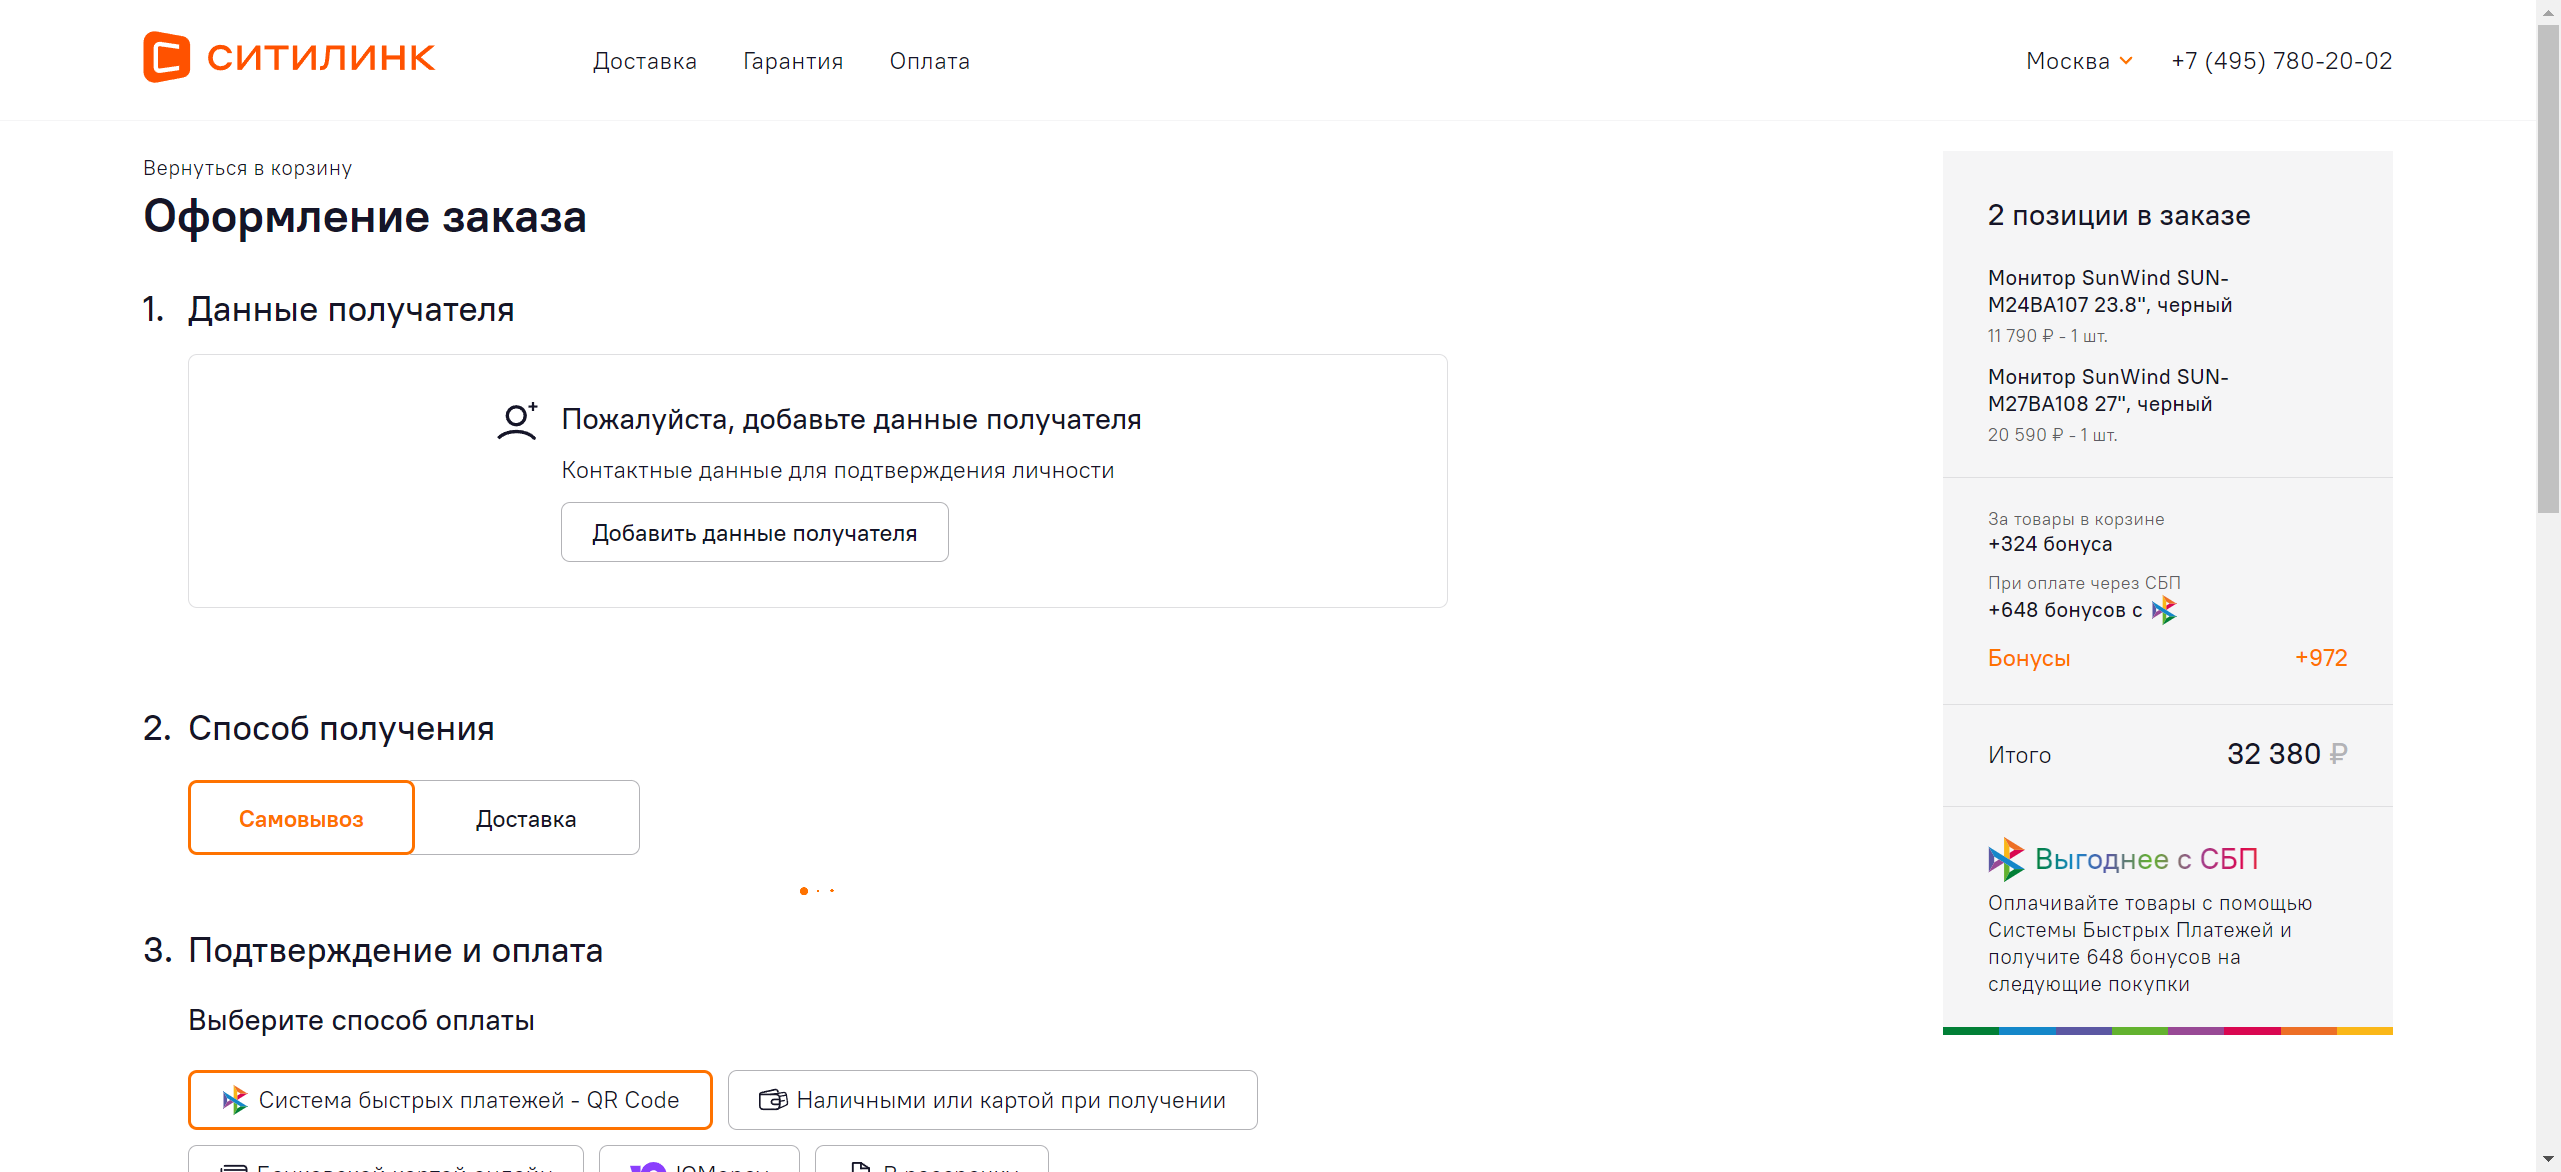 СИТИЛИНК
Доставка
Гарантия
Оплата
Москва
+7 (495) 780-20-02
Вернуться в корзину
Оформление заказа
1. Данные получателя
Пожалуйста, добавьте данные получателя
Контактные данные для подтверждения личности
Добавить данные получателя
2. Способ получения
Самовывоз
Доставка
3. Подтверждение и оплата
Выберите способ оплаты
Система быстрых платежей - QR Code
Наличными или картой при получении
Банковской картой онлайн
ЮMoney
В рассрочку
2 позиции в заказе
Монитор SunWind SUN-
M24BA107 23.8", черный
11 790 ₽ - 1 шт.
Монитор SunWind SUN-
M27BA108 27", черный
20 590 ₽ - 1 шт.
За товары в корзине
+324 бонуса
При оплате через СБП
+648 бонусов с
Бонусы
+972
Итого
32 380 ₽
Выгоднее с СБП
Оплачивайте товары с помощью
Системы Быстрых Платежей и
получите 648 бонусов на
следующие покупки